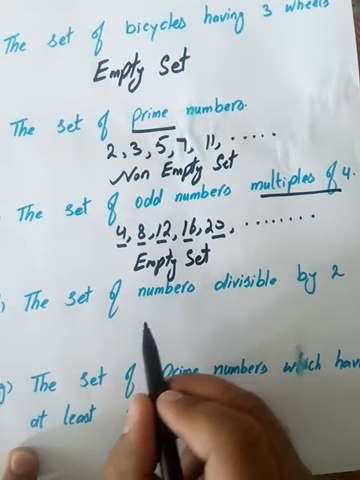 The set of bicycles having 3 wheels
Empty Set
The set of Prime numbers.
2, 3, 5, 7, 11, ......
Non Empty Set
The set of odd numbers multiples of 4.
4, 8, 12, 16, 20, ........
Empty Set
) The set of numbers divisible by 2
g) The set of Prime numbers which hav
at least